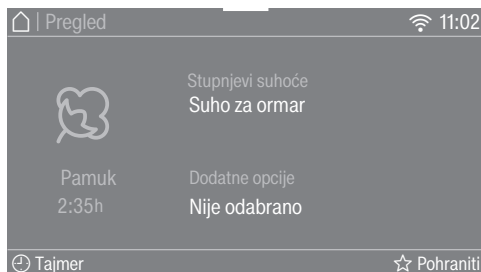 | Pregled
11:02
Stupnjevi suhoće
Suho za ormar
Pamuk
2:35h
Dodatne opcije
Nije odabrano
Tajmer
Pohraniti